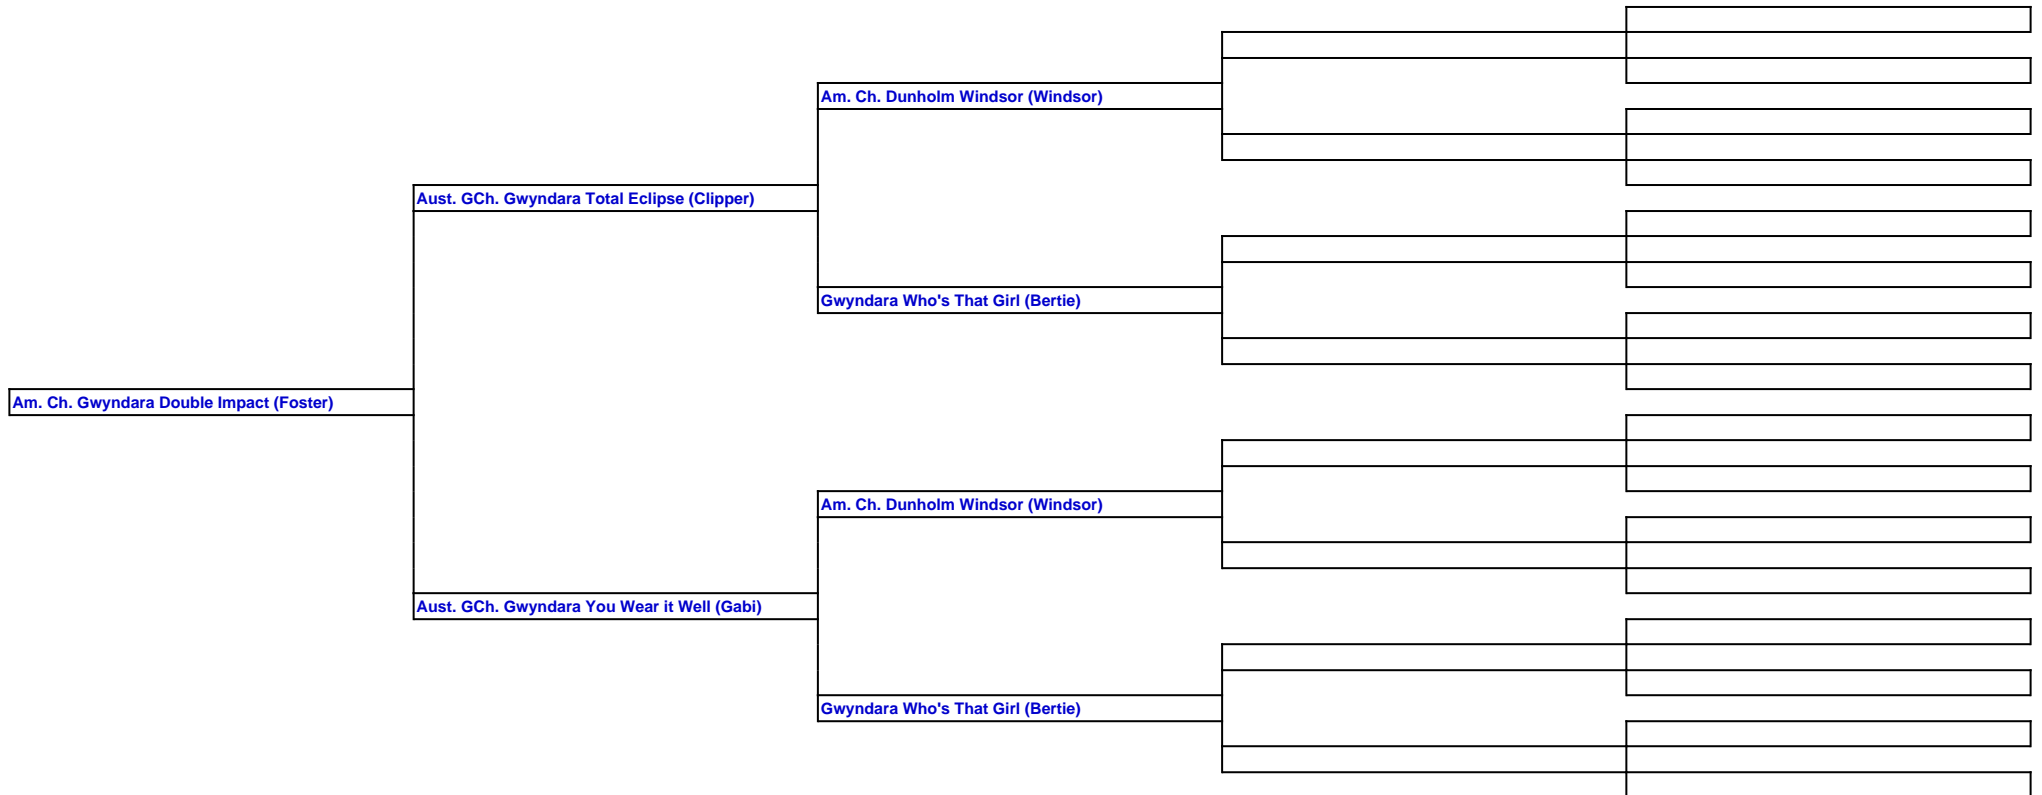 Am. Ch. Dunholm Windsor (Windsor)
Aust. GCh. Gwyndara Total Eclipse (Clipper)
Gwyndara Who's That Girl (Bertie)
Am. Ch. Gwyndara Double Impact (Foster)
Am. Ch. Dunholm Windsor (Windsor)
Aust. GCh. Gwyndara You Wear it Well (Gabi)
Gwyndara Who's That Girl (Bertie)